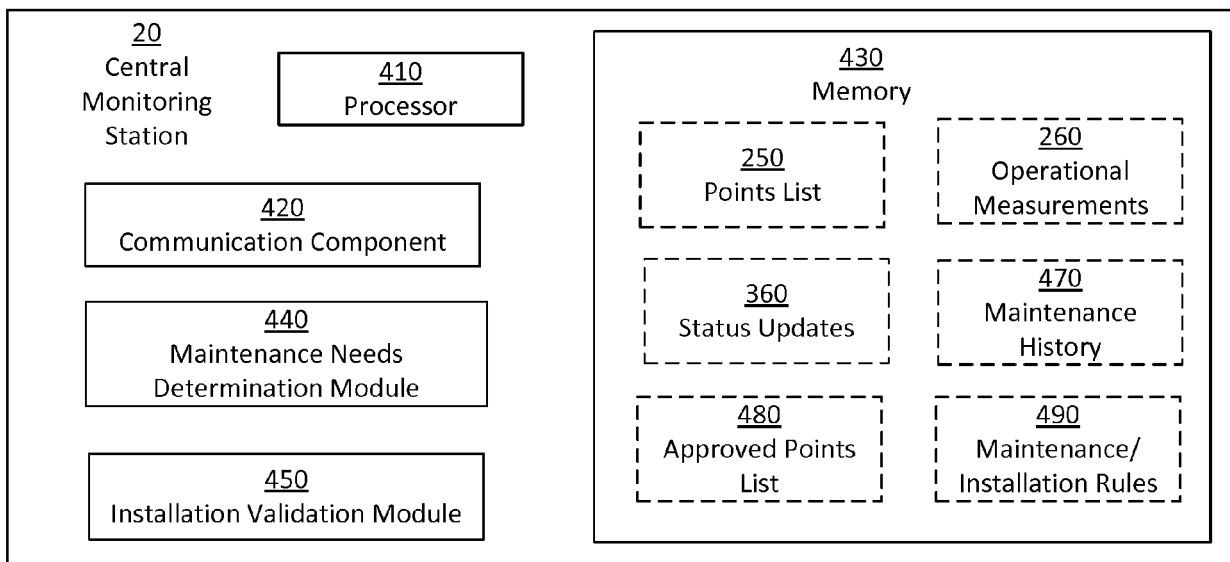 20
Central
Monitoring
Station
410
Processor
420
Communication Component
440
Maintenance Needs
Determination Module
450
Installation Validation Module
430
Memory
250
Points List
260
Operational
Measurements
360
Status Updates
470
Maintenance
History
480
Approved Points
List
490
Maintenance/
Installation Rules